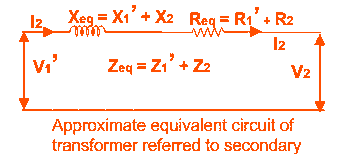 I2 Xeq = X1’ + X2 Req = R1’ + R2
I2
V1’ Zeq = Z1’ + Z2 V2
Approximate equivalent circuit of
transformer referred to secondary